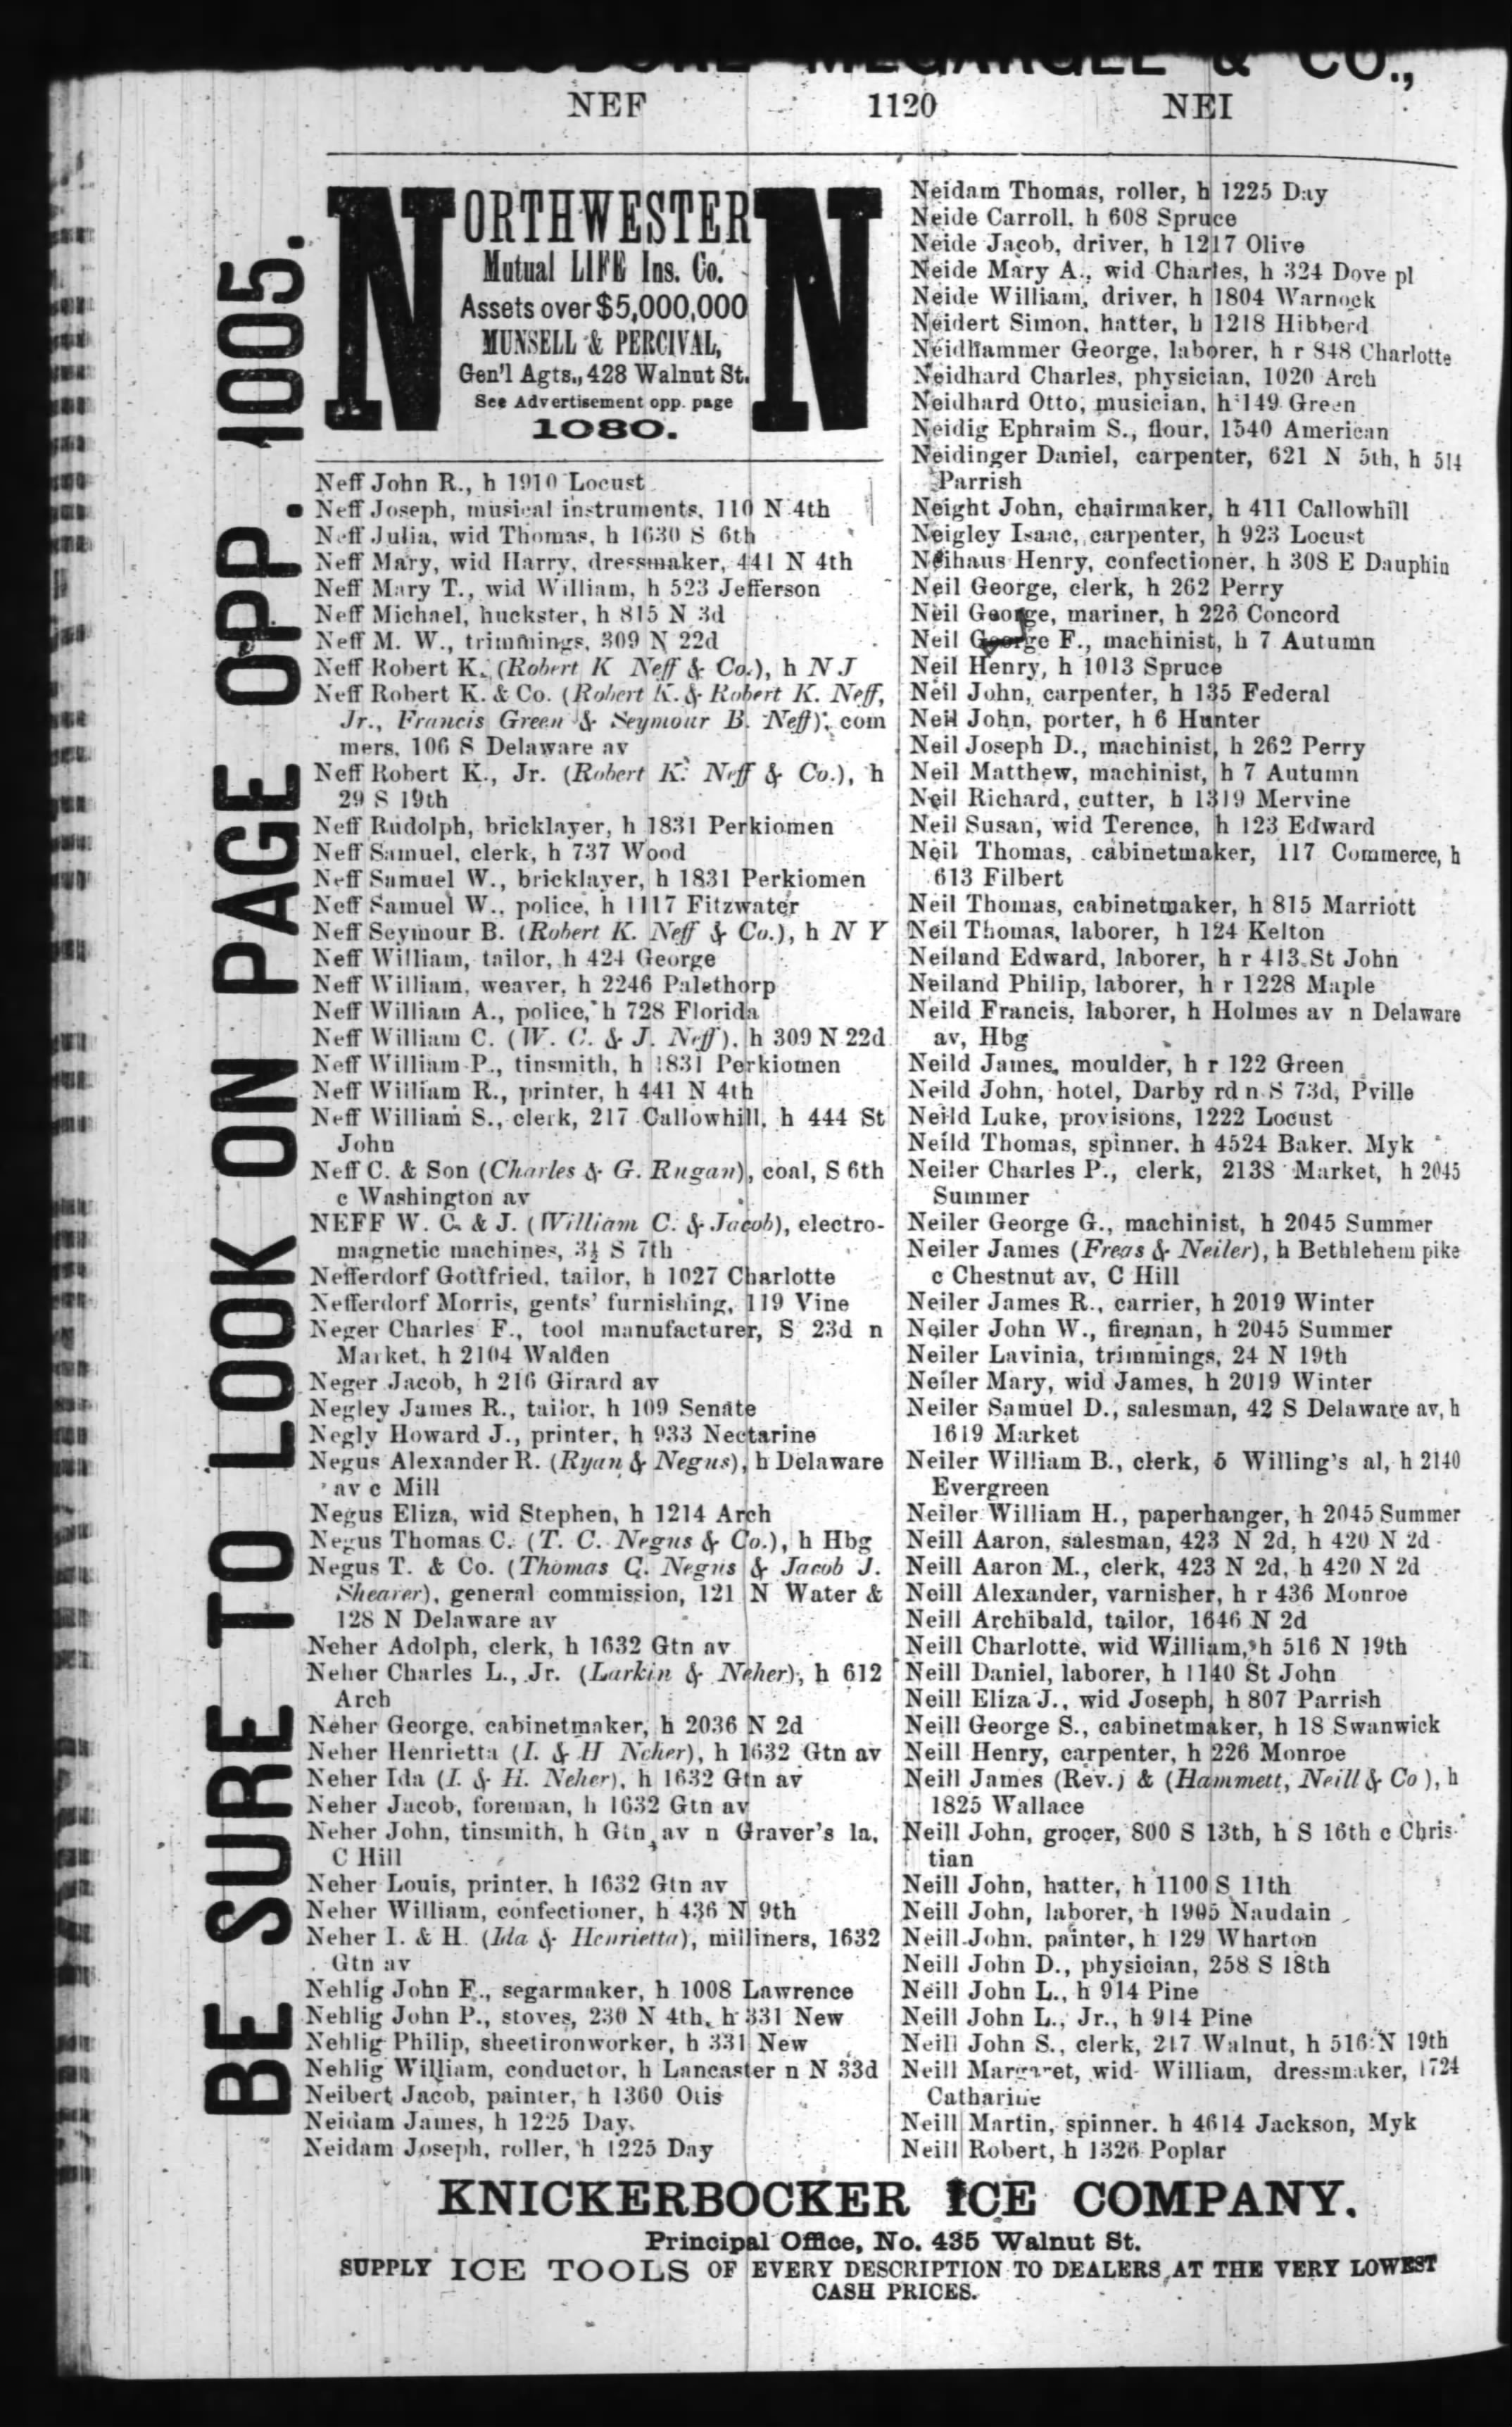 THEODORE MEGARGEE & CO.,
NEF 1120 NEI
BE SURE TO LOOK ON PAGE OPP. 1005.
NORTHWESTERN
Mutual LIFE Ins. Co.
Assets over $5,000,000
MUNSELL & PERCIVAL,
Gen'l Agts., 428 Walnut St.
See Advertisement opp. page
1080.
Neff John R., h 1910 Locust
Neff Joseph, musical instruments, 110 N 4th
Neff Julia, wid Thomas, h 1630 S 6th
Neff Mary, wid Harry, dressmaker, 441 N 4th
Neff Mary T., wid William, h 523 Jefferson
Neff Michael, huckster, h 815 N 3d
Neff M. W., trimmings, 309 N 22d
Neff Robert K. (Robert K Neff & Co.), h N J
Neff Robert K. & Co. (Robert K. & Robert K. Neff,
Jr., Francis Green & Seymour B. Neff), com
mers, 106 S Delaware av
Neff Robert K., Jr. (Robert K. Neff & Co.), h
29 S 19th
Neff Rudolph, bricklayer, h 1831 Perkiomen
Neff Samuel, clerk, h 737 Wood
Neff Samuel W., bricklayer, h 1831 Perkiomen
Neff Samuel W., police, h 1117 Fitzwater
Neff Seymour B. (Robert K. Neff & Co.), h N Y
Neff William, tailor, h 424 George
Neff William, weaver, h 2246 Palethorp
Neff William A., police, h 728 Florida
Neff William C. (W. C. & J. Neff), h 309 N 22d
Neff William P., tinsmith, h 1831 Perkiomen
Neff William R., printer, h 441 N 4th
Neff William S., clerk, 217 Callowhill, h 444 St
John
Neff C. & Son (Charles & G. Rugan), coal, S 6th
c Washington av
NEFF W. C. & J. (William C. & Jacob), electro-
magnetic machines, 3½ S 7th
Nefferdorf Gottfried, tailor, h 1027 Charlotte
Nefferdorf Morris, gents' furnishing, 119 Vine
Neger Charles F., tool manufacturer, S 23d n
Market, h 2104 Walden
Neger Jacob, h 216 Girard av
Negley James R., tailor, h 109 Senate
Negly Howard J., printer, h 933 Nectarine
Negus Alexander R. (Ryan & Negus), h Delaware
av c Mill
Negus Eliza, wid Stephen, h 1214 Arch
Negus Thomas C. (T. C. Negus & Co.), h Hbg
Negus T. & Co. (Thomas C. Negus & Jacob J.
Shearer), general commission, 121 N Water &
128 N Delaware av
Neher Adolph, clerk, h 1632 Gtn av
Neher Charles L., Jr. (Larkin & Neher), h 612
Arch
Neher George, cabinetmaker, h 2036 N 2d
Neher Henrietta (I. & H Neher), h 1632 Gtn av
Neher Ida (I. & H. Neher), h 1632 Gtn av
Neher Jacob, foreman, h 1632 Gtn av
Neher John, tinsmith, h Gtn av n Graver's la,
C Hill
Neher Louis, printer, h 1632 Gtn av
Neher William, confectioner, h 436 N 9th
Neher I. & H. (Ida & Henrietta), milliners, 1632
Gtn av
Nehlig John F., segarmaker, h 1008 Lawrence
Nehlig John P., stoves, 230 N 4th, h 331 New
Nehlig Philip, sheetironworker, h 331 New
Nehlig William, conductor, h Lancaster n N 33d
Neibert Jacob, painter, h 1360 Otis
Neidam James, h 1225 Day
Neidam Joseph, roller, h 1225 Day
Neidam Thomas, roller, h 1225 Day
Neide Carroll, h 608 Spruce
Neide Jacob, driver, h 1217 Olive
Neide Mary A., wid Charles, h 324 Dove pl
Neide William, driver, h 1804 Warnock
Neidert Simon, hatter, h 1218 Hibberd
Neidhammer George, laborer, h r 848 Charlotte
Neidhard Charles, physician, 1020 Arch
Neidhard Otto, musician, h 149 Green
Neidig Ephraim S., flour, 1540 American
Neidinger Daniel, carpenter, 621 N 5th, h 514
Parrish
Neight John, chairmaker, h 411 Callowhill
Neigley Isaac, carpenter, h 923 Locust
Neihaus Henry, confectioner, h 308 E Dauphin
Neil George, clerk, h 262 Perry
Neil George, mariner, h 226 Concord
Neil George F., machinist, h 7 Autumn
Neil Henry, h 1013 Spruce
Neil John, carpenter, h 135 Federal
Neil John, porter, h 6 Hunter
Neil Joseph D., machinist, h 262 Perry
Neil Matthew, machinist, h 7 Autumn
Neil Richard, cutter, h 1319 Mervine
Neil Susan, wid Terence, h 123 Edward
Neil Thomas, cabinetmaker, 117 Commerce, h
613 Filbert
Neil Thomas, cabinetmaker, h 815 Marriott
Neil Thomas, laborer, h 124 Kelton
Neiland Edward, laborer, h r 413 St John
Neiland Philip, laborer, h r 1228 Maple
Neild Francis, laborer, h Holmes av n Delaware
av, Hbg
Neild James, moulder, h r 122 Green
Neild John, hotel, Darby rd n S 73d, Pville
Neild Luke, provisions, 1222 Locust
Neild Thomas, spinner, h 4524 Baker, Myk
Neiler Charles P., clerk, 2138 Market, h 2045
Summer
Neiler George G., machinist, h 2045 Summer
Neiler James (Freas & Neiler), h Bethlehem pike
c Chestnut av, C Hill
Neiler James R., carrier, h 2019 Winter
Neiler John W., fireman, h 2045 Summer
Neiler Lavinia, trimmings, 24 N 19th
Neiler Mary, wid James, h 2019 Winter
Neiler Samuel D., salesman, 42 S Delaware av, h
1619 Market
Neiler William B., clerk, 5 Willing's al, h 2140
Evergreen
Neiler William H., paperhanger, h 2045 Summer
Neill Aaron, salesman, 423 N 2d, h 420 N 2d
Neill Aaron M., clerk, 423 N 2d, h 420 N 2d
Neill Alexander, varnisher, h r 436 Monroe
Neill Archibald, tailor, 1646 N 2d
Neill Charlotte, wid William, h 516 N 19th
Neill Daniel, laborer, h 1140 St John
Neill Eliza J., wid Joseph, h 807 Parrish
Neill George S., cabinetmaker, h 18 Swanwick
Neill Henry, carpenter, h 226 Monroe
Neill James (Rev.) & (Hammett, Neill & Co), h
1825 Wallace
Neill John, grocer, 800 S 13th, h S 16th c Chris-
tian
Neill John, hatter, h 1100 S 11th
Neill John, laborer, h 1905 Naudain
Neill John, painter, h 129 Wharton
Neill John D., physician, 258 S 18th
Neill John L., h 914 Pine
Neill John L., Jr., h 914 Pine
Neill John S., clerk, 217 Walnut, h 516 N 19th
Neill Margaret, wid William, dressmaker, 1724
Catharine
Neill Martin, spinner, h 4614 Jackson, Myk
Neill Robert, h 1326 Poplar
KNICKERBOCKER ICE COMPANY.
Principal Office, No. 435 Walnut St.
SUPPLY ICE TOOLS OF EVERY DESCRIPTION TO DEALERS AT THE VERY LOWEST
CASH PRICES.